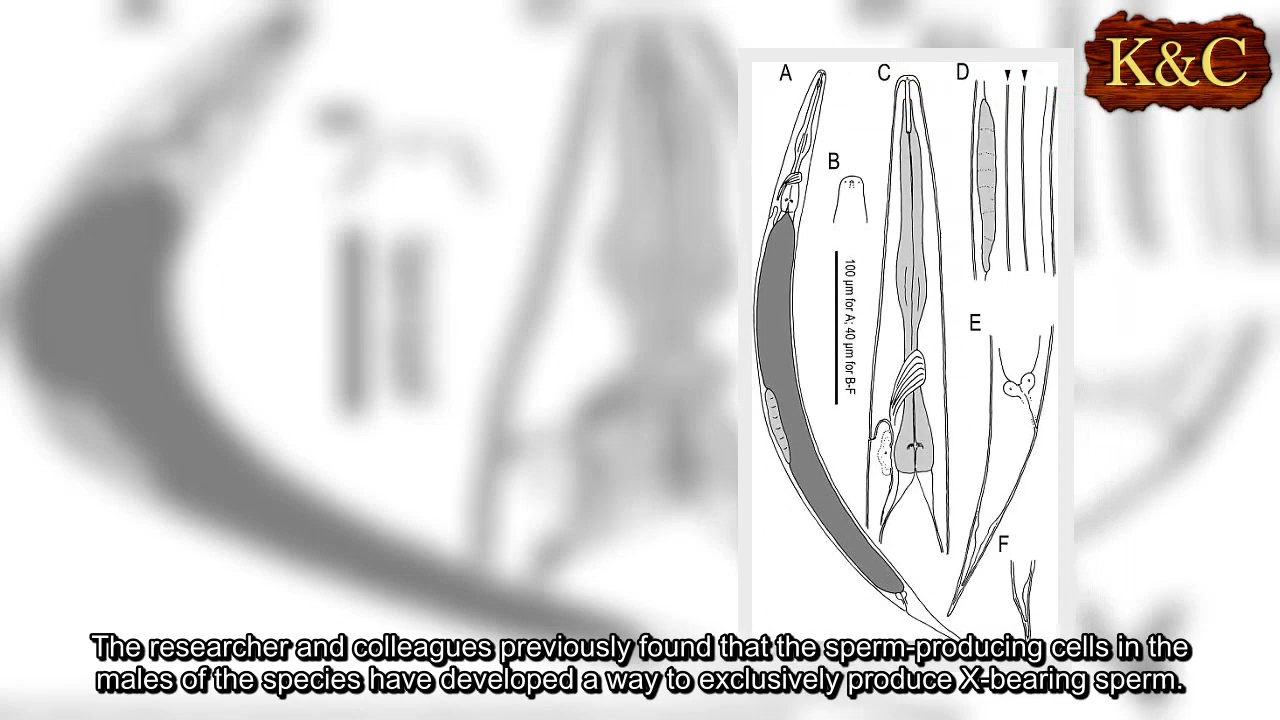 K&C
A
C
D
B
100 µm for A; 40 µm for B-F
E
F
The researcher and colleagues previously found that the sperm-producing cells in the
males of the species have developed a way to exclusively produce X-bearing sperm.